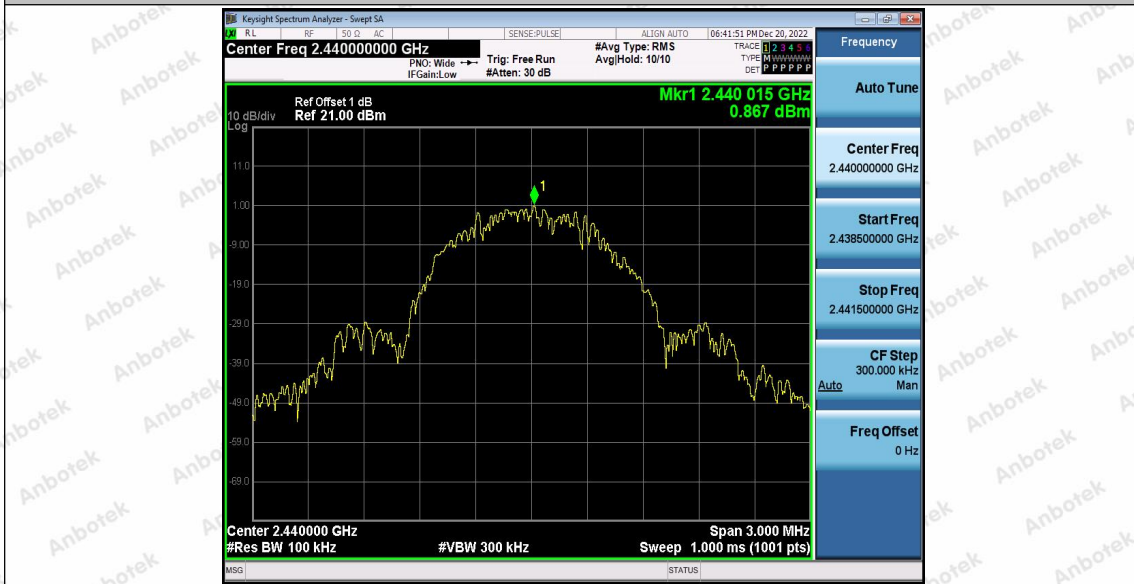 Keysight Spectrum Analyzer - Swept SA
LXI RL RF 50 Ω AC SENSE:PULSE ALIGN AUTO 06:41:51 PM Dec 20, 2022
Center Freq 2.440000000 GHz
PNO: Wide
IFGain:Low
Trig: Free Run
#Atten: 30 dB
#Avg Type: RMS
Avg|Hold: 10/10
TRACE 1 2 3 4 5 6
TYPE M W W W W W
DET P P P P P P
Frequency
Mkr1 2.440 015 GHz
0.867 dBm
Ref Offset 1 dB
10 dB/div Ref 21.00 dBm
Log
1
11.0
1.00
-9.00
-19.0
-29.0
-39.0
-49.0
-59.0
-69.0
Center 2.440000 GHz Span 3.000 MHz
#Res BW 100 kHz #VBW 300 kHz Sweep 1.000 ms (1001 pts)
MSG STATUS
Auto Tune
Center Freq
2.440000000 GHz
Start Freq
2.438500000 GHz
Stop Freq
2.441500000 GHz
CF Step
300.000 kHz
Auto Man
Freq Offset
0 Hz
Anbotek